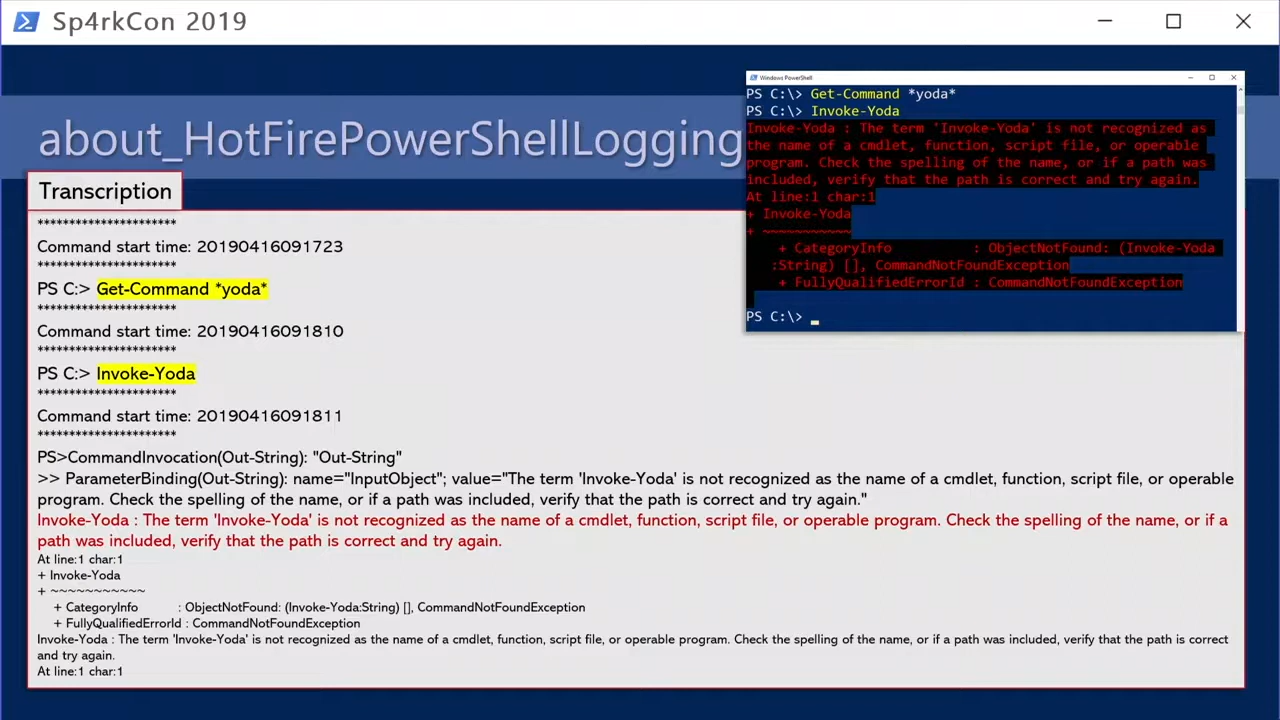 Sp4rkCon 2019
about_HotFirePowerShellLogging
Windows PowerShell
PS C:\> Get-Command *yoda*
PS C:\> Invoke-Yoda
Invoke-Yoda : The term 'Invoke-Yoda' is not recognized as
the name of a cmdlet, function, script file, or operable
program. Check the spelling of the name, or if a path was
included, verify that the path is correct and try again.
At line:1 char:1
+ Invoke-Yoda
+ ~~~~~~~~~~~
+ CategoryInfo : ObjectNotFound: (Invoke-Yoda
:String) [], CommandNotFoundException
+ FullyQualifiedErrorId : CommandNotFoundException
PS C:\>
Transcription
**********************
Command start time: 20190416091723
**********************
PS C:> Get-Command *yoda*
**********************
Command start time: 20190416091810
**********************
PS C:> Invoke-Yoda
**********************
Command start time: 20190416091811
**********************
PS>CommandInvocation(Out-String): "Out-String"
>> ParameterBinding(Out-String): name="InputObject"; value="The term 'Invoke-Yoda' is not recognized as the name of a cmdlet, function, script file, or operable
program. Check the spelling of the name, or if a path was included, verify that the path is correct and try again."
Invoke-Yoda : The term 'Invoke-Yoda' is not recognized as the name of a cmdlet, function, script file, or operable program. Check the spelling of the name, or if a
path was included, verify that the path is correct and try again.
At line:1 char:1
+ Invoke-Yoda
+ ~~~~~~~~~~~
+ CategoryInfo : ObjectNotFound: (Invoke-Yoda:String) [], CommandNotFoundException
+ FullyQualifiedErrorId : CommandNotFoundException
Invoke-Yoda : The term 'Invoke-Yoda' is not recognized as the name of a cmdlet, function, script file, or operable program. Check the spelling of the name, or if a path was included, verify that the path is correct
and try again.
At line:1 char:1